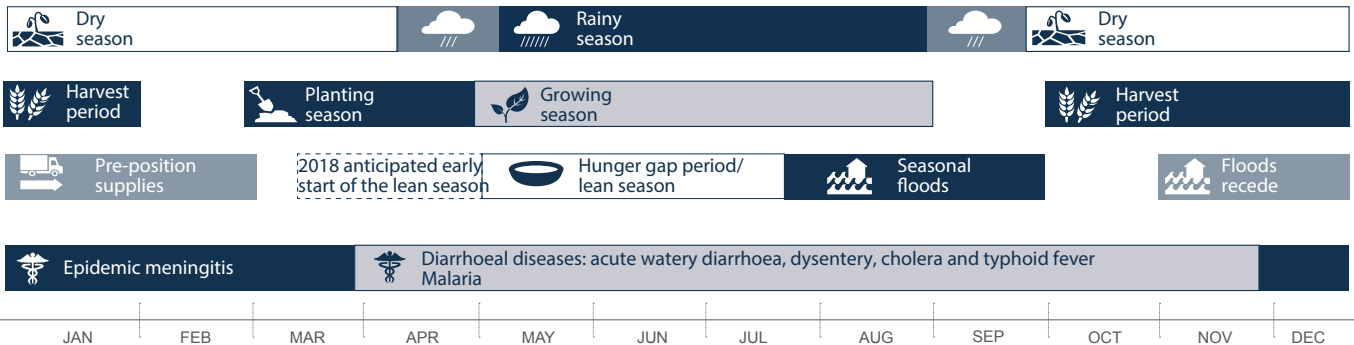 Dry
season
Rainy
season
Dry
season
Harvest
period
Planting
season
Growing
season
Harvest
period
Pre-position
supplies
2018 anticipated early
start of the lean season
Hunger gap period/
lean season
Seasonal
floods
Floods
recede
Epidemic meningitis
Diarrhoeal diseases: acute watery diarrhoea, dysentery, cholera and typhoid fever
Malaria
JAN FEB MAR APR MAY JUN JUL AUG SEP OCT NOV DEC